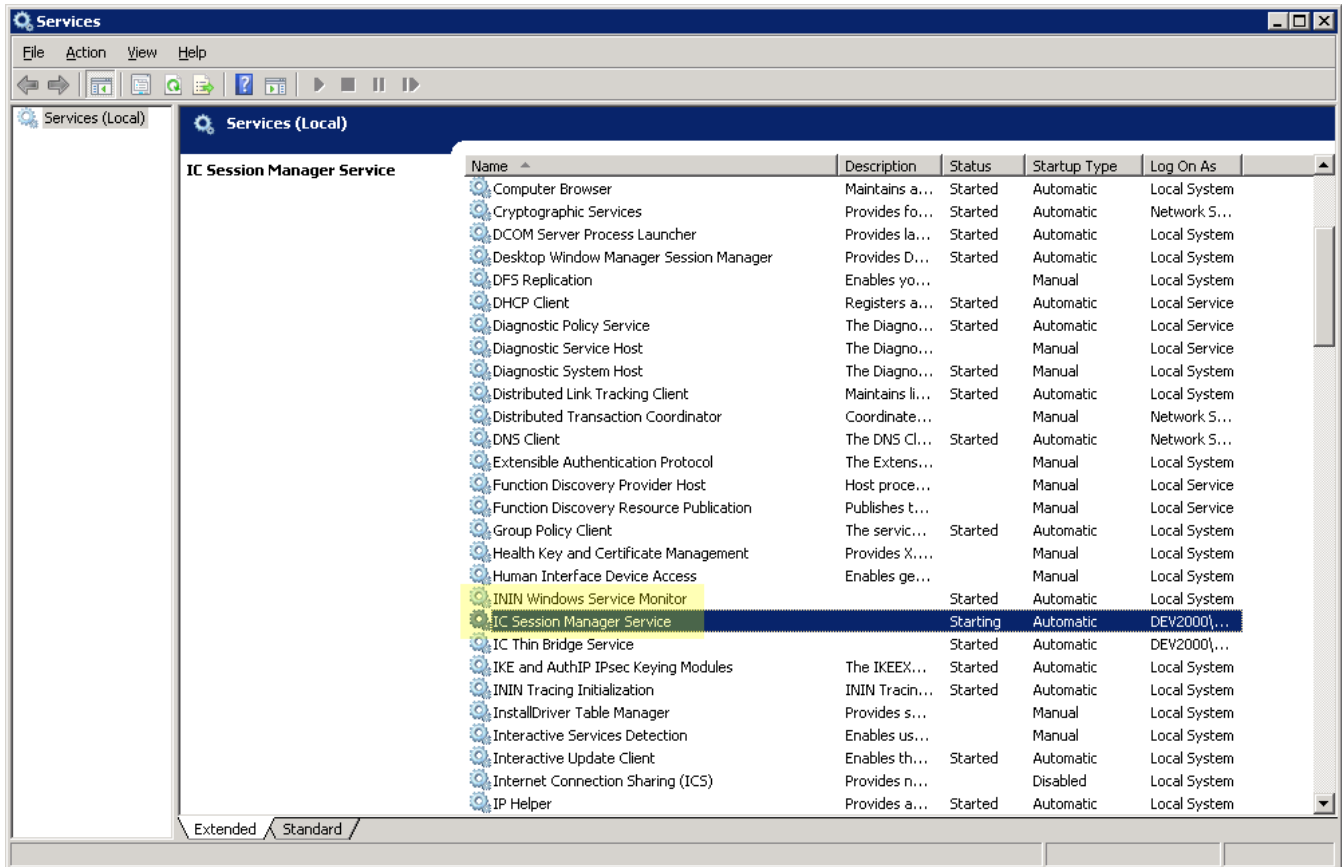 Services
File Action View Help
Services (Local)
Services (Local)
IC Session Manager Service
Name Description Status Startup Type Log On As
Computer Browser Maintains a... Started Automatic Local System
Cryptographic Services Provides fo... Started Automatic Network S...
DCOM Server Process Launcher Provides la... Started Automatic Local System
Desktop Window Manager Session Manager Provides D... Started Automatic Local System
DFS Replication Enables yo... Manual Local System
DHCP Client Registers a... Started Automatic Local Service
Diagnostic Policy Service The Diagno... Started Automatic Local Service
Diagnostic Service Host The Diagno... Manual Local Service
Diagnostic System Host The Diagno... Started Manual Local System
Distributed Link Tracking Client Maintains li... Started Automatic Local System
Distributed Transaction Coordinator Coordinate... Manual Network S...
DNS Client The DNS Cl... Started Automatic Network S...
Extensible Authentication Protocol The Extens... Manual Local System
Function Discovery Provider Host Host proce... Manual Local Service
Function Discovery Resource Publication Publishes t... Manual Local Service
Group Policy Client The servic... Started Automatic Local System
Health Key and Certificate Management Provides X.... Manual Local System
Human Interface Device Access Enables ge... Manual Local System
ININ Windows Service Monitor Started Automatic Local System
IC Session Manager Service Starting Automatic DEV2000\...
IC Thin Bridge Service Started Automatic DEV2000\...
IKE and AuthIP IPsec Keying Modules The IKEEX... Started Automatic Local System
ININ Tracing Initialization ININ Tracin... Started Automatic Local System
InstallDriver Table Manager Provides s... Manual Local System
Interactive Services Detection Enables us... Manual Local System
Interactive Update Client Enables th... Started Automatic Local System
Internet Connection Sharing (ICS) Provides n... Disabled Local System
IP Helper Provides a... Started Automatic Local System
Extended Standard